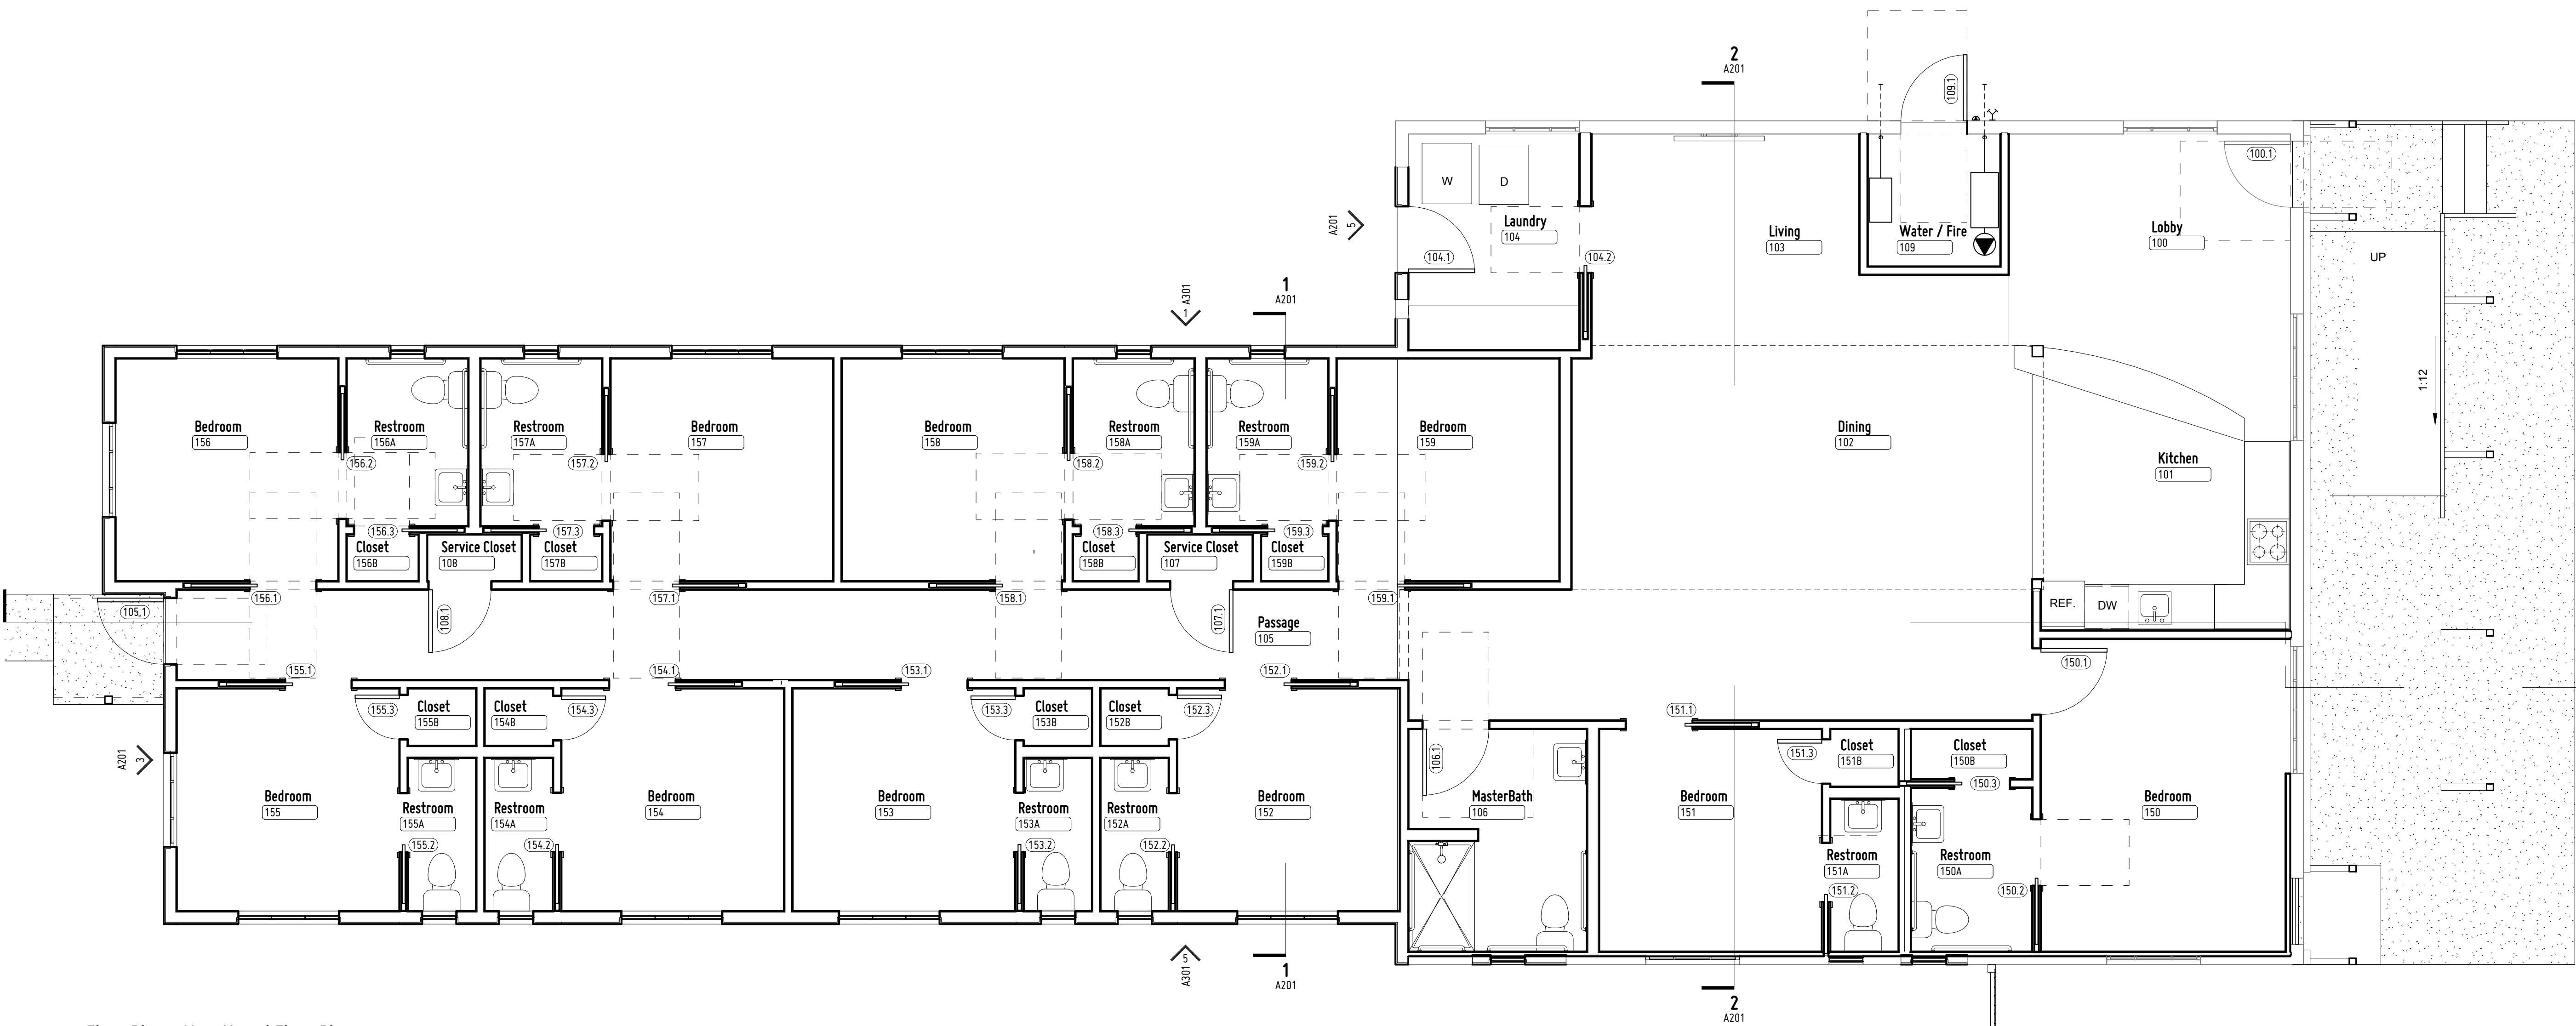 2
A201
109.1
100.1
W
D
Laundry
104
A201
5
104.1
104.2
Living
103
Water / Fire
109
Lobby
100
UP
1:12
A301
1
1
A201
Bedroom
156
Restroom
156A
Restroom
157A
Bedroom
157
Bedroom
158
Restroom
158A
Restroom
159A
Bedroom
159
Dining
102
Kitchen
101
156.2
157.2
158.2
159.2
156.3
157.3
158.3
159.3
Closet
156B
Service Closet
108
Closet
157B
Closet
158B
Service Closet
107
Closet
159B
105.1
156.1
108.1
157.1
158.1
107.1
159.1
Passage
105
REF.
DW
155.1
154.1
153.1
152.1
150.1
155.3
Closet
155B
Closet
154B
154.3
153.3
Closet
153B
Closet
152B
152.3
151.1
A201
3
106.1
151.3
Closet
151B
Closet
150B
150.3
Bedroom
155
Restroom
155A
Restroom
154A
Bedroom
154
Bedroom
153
Restroom
153A
Restroom
152A
Bedroom
152
MasterBath
106
Bedroom
151
Bedroom
150
155.2
154.2
153.2
152.2
Restroom
151A
Restroom
150A
151.2
150.2
5
A301
1
A201
2
A201